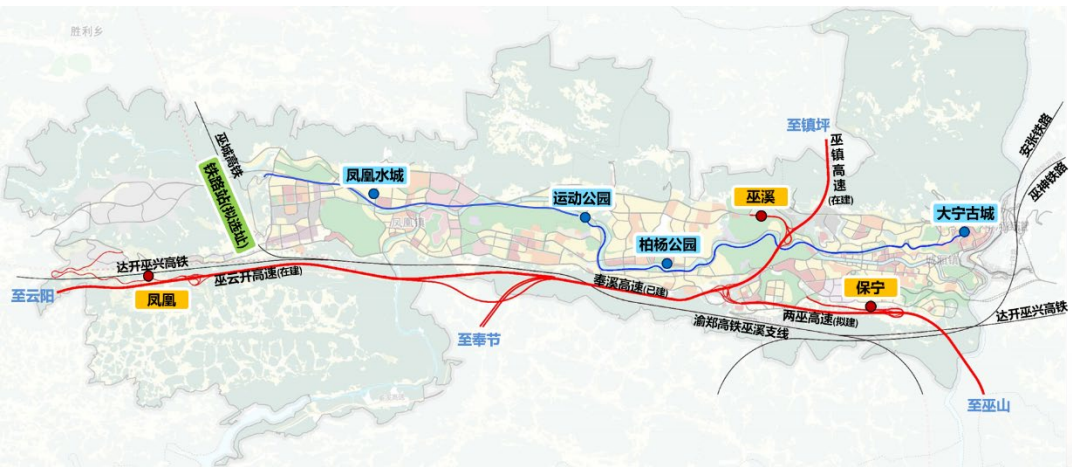 胜利乡
至镇坪
安张铁路
巫镇高速
(在建)
巫城高铁
凤凰水城
铁路站(拟选址)
运动公园
巫溪
巫神铁路
大宁古城
凤凰镇
柏杨公园
达开巫兴高铁
巫云开高速(在建)
奉溪高速(已建)
保宁
至云阳
凤凰
两巫高速(拟建)
达开巫兴高铁
渝郑高铁巫溪支线
至奉节
至巫山